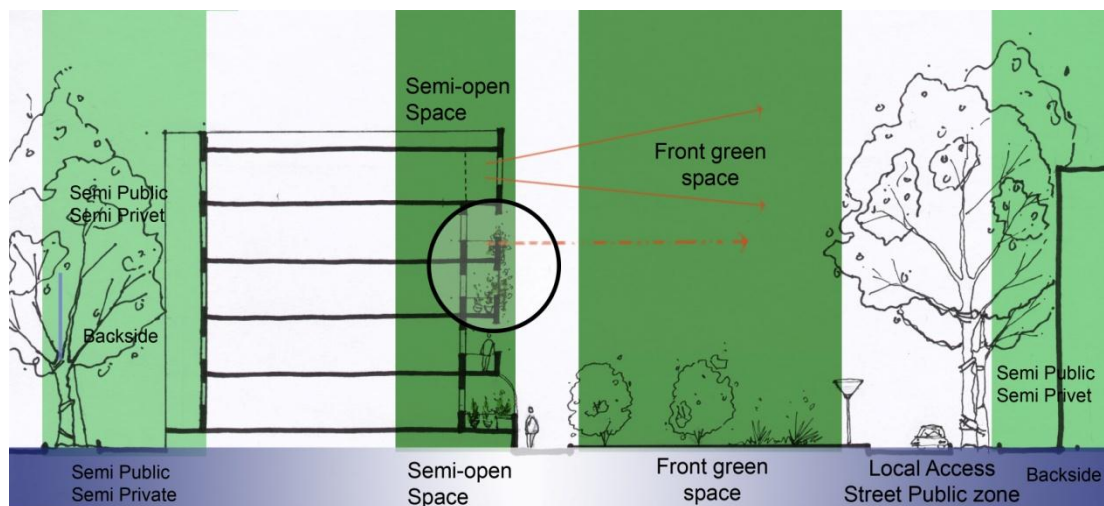 Semi-open
Space
Front green
space
Semi Public
Semi Privet
Backside
Semi Public
Semi Privet
Semi Public
Semi Private
Semi-open
Space
Front green
space
Local Access
Street Public zone
Backside